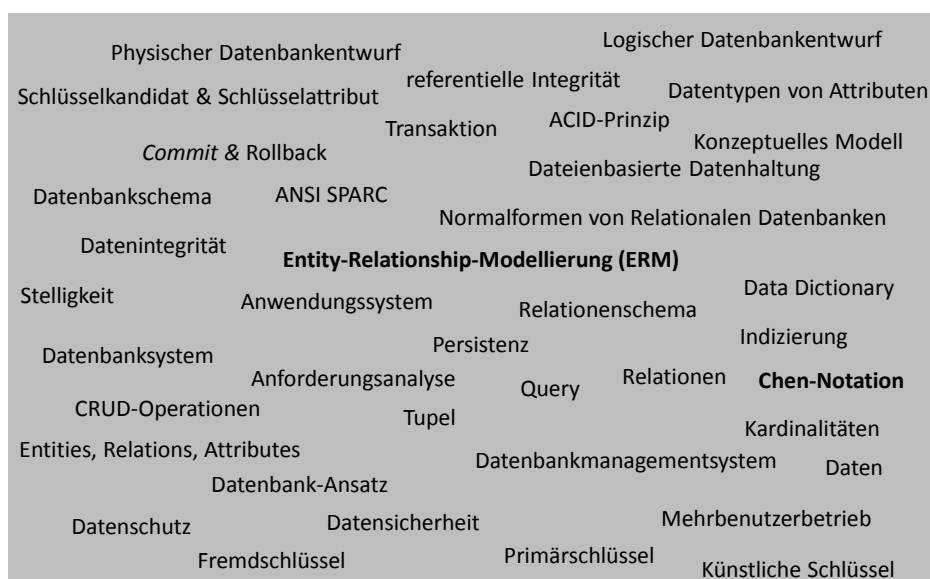 Physischer Datenbankentwurf
Logischer Datenbankentwurf
referentielle Integrität
Schlüsselkandidat & Schlüsselattribut
Datentypen von Attributen
Transaktion
ACID-Prinzip
Konzeptuelles Modell
Commit & Rollback
Dateienbasierte Datenhaltung
Datenbankschema
ANSI SPARC
Normalformen von Relationalen Datenbanken
Datenintegrität
Entity-Relationship-Modellierung (ERM)
Stelligkeit
Anwendungssystem
Relationenschema
Data Dictionary
Datenbanksystem
Persistenz
Indizierung
Anforderungsanalyse
Query
Relationen
Chen-Notation
CRUD-Operationen
Tupel
Kardinalitäten
Entities, Relations, Attributes
Datenbankmanagementsystem
Daten
Datenbank-Ansatz
Datenschutz
Datensicherheit
Mehrbenutzerbetrieb
Fremdschlüssel
Primärschlüssel
Künstliche Schlüssel